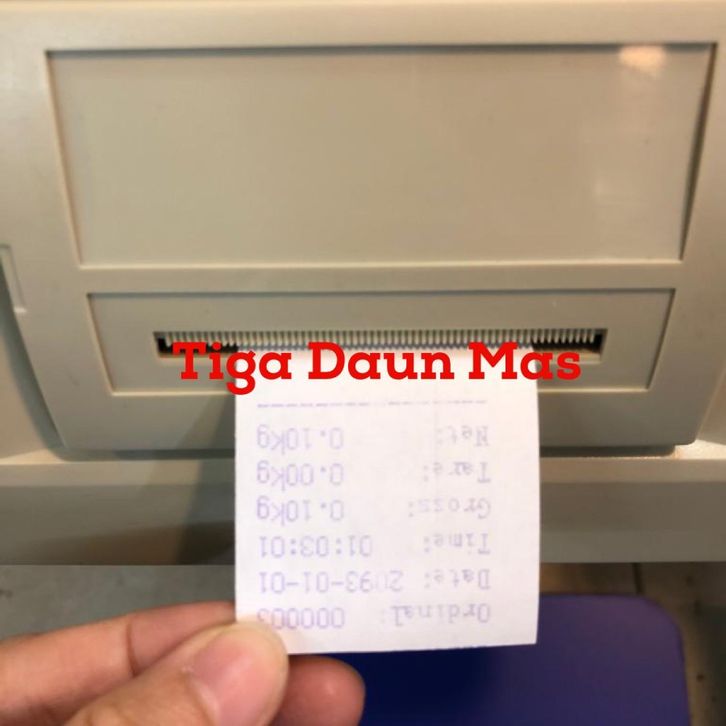 Tiga Daun Mas
Ordinal: 000003
Date: 2093-01-01
Time: 01:03:01
Gross: 0.10kg
Tare: 0.00kg
Net: 0.10kg
--------------------